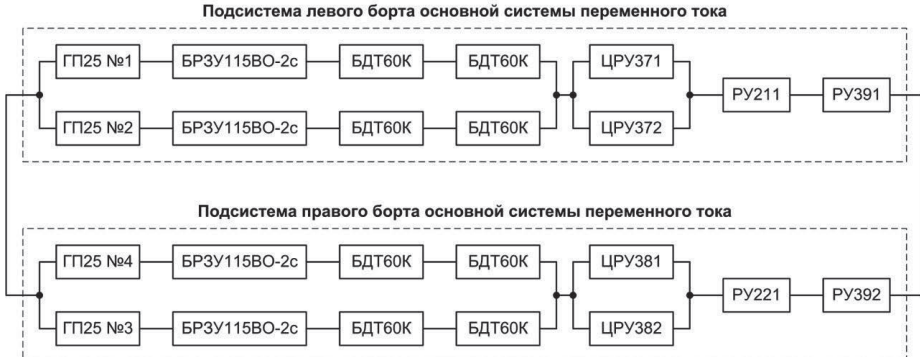 Подсистема левого борта основной системы переменного тока
ГП25 №1 БРЗУ115ВО-2с БДТ60К БДТ60К ЦРУ371
РУ211 РУ391
ГП25 №2 БРЗУ115ВО-2с БДТ60К БДТ60К ЦРУ372
Подсистема правого борта основной системы переменного тока
ГП25 №4 БРЗУ115ВО-2с БДТ60К БДТ60К ЦРУ381
РУ221 РУ392
ГП25 №3 БРЗУ115ВО-2с БДТ60К БДТ60К ЦРУ382